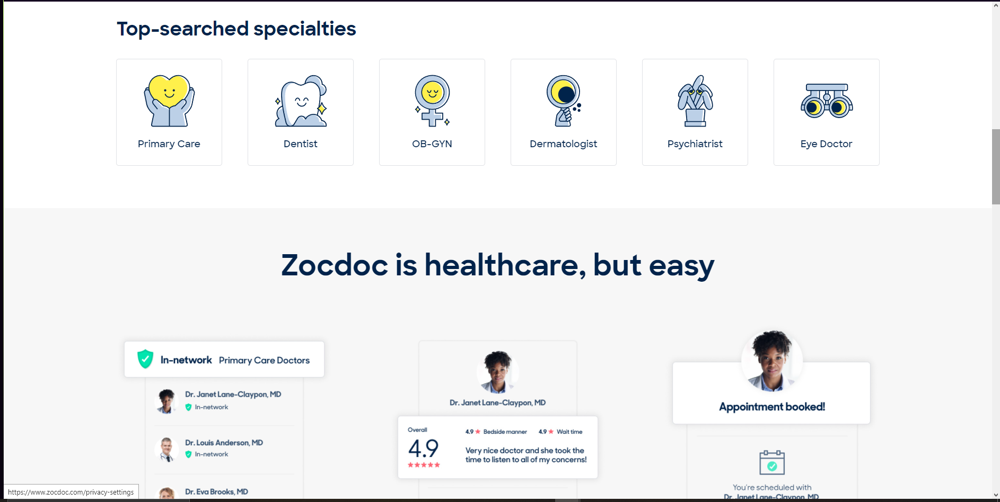 Top-searched specialties
Primary Care
Dentist
OB-GYN
Dermatologist
Psychiatrist
Eye Doctor
Zocdoc is healthcare, but easy
In-network Primary Care Doctors
Dr. Janet Lane-Claypon, MD
In-network
Dr. Louis Anderson, MD
In-network
Dr. Eva Brooks, MD
Dr. Janet Lane-Claypon, MD
Overall
4.9
4.9 ★ Bedside manner
4.9 ★ Wait time
Very nice doctor and she took the
time to listen to all of my concerns!
Appointment booked!
You're scheduled with
Dr. Janet Lane-Claypon, MD
https://www.zocdoc.com/privacy-settings